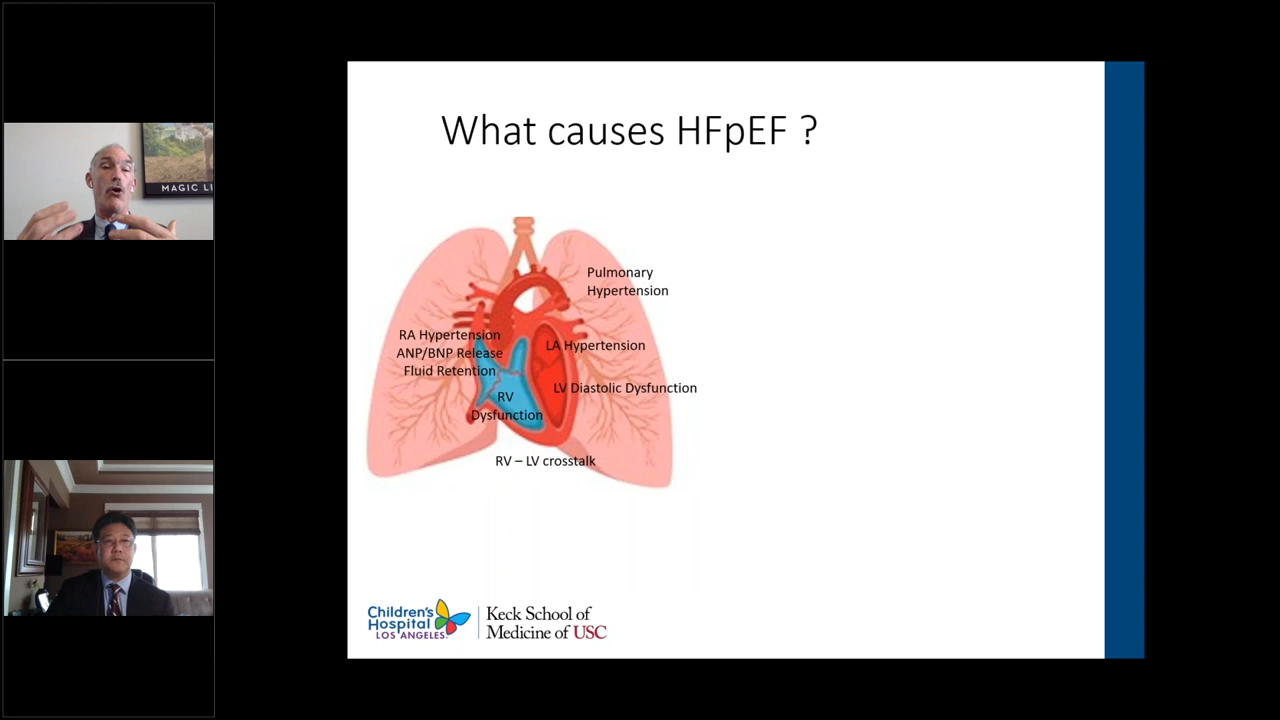 What causes HFpEF ?
Pulmonary
Hypertension
RA Hypertension
ANP/BNP Release
Fluid Retention
LA Hypertension
LV Diastolic Dysfunction
RV
Dysfunction
RV – LV crosstalk
Children's
Hospital
LOS ANGELES
Keck School of
Medicine of USC
MAGIC LI